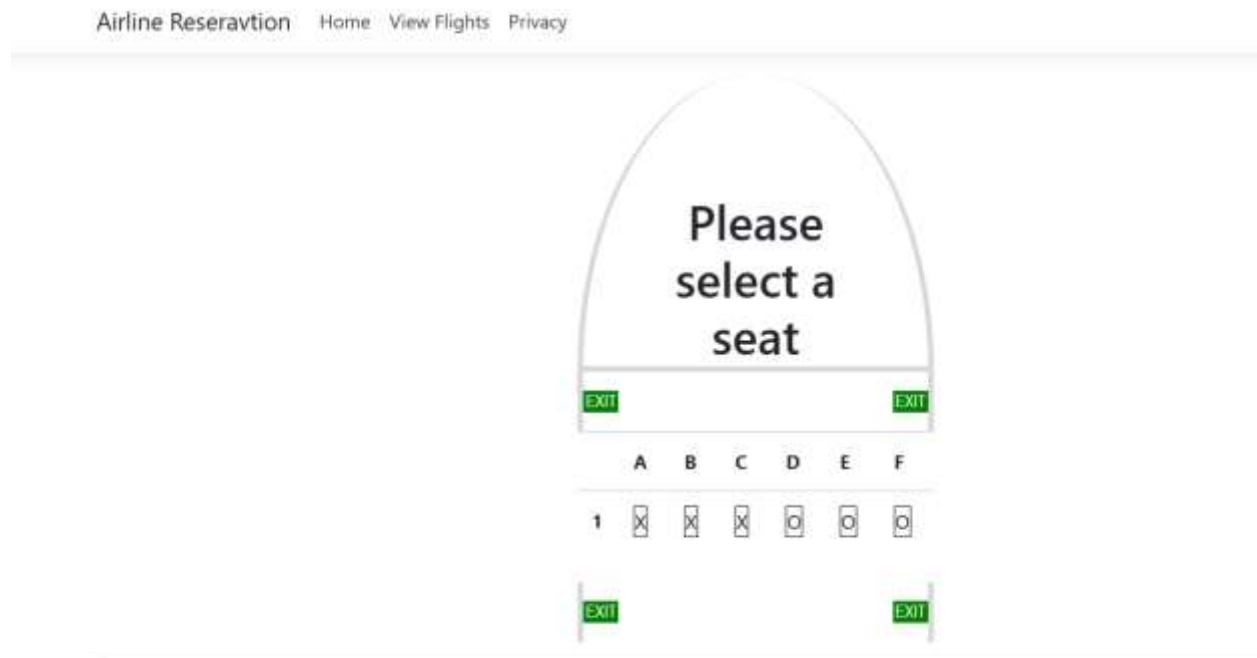 Airline Reseravtion Home View Flights Privacy
Please
select a
seat
EXIT EXIT
A B C D E F
1 X X X O O O
EXIT EXIT